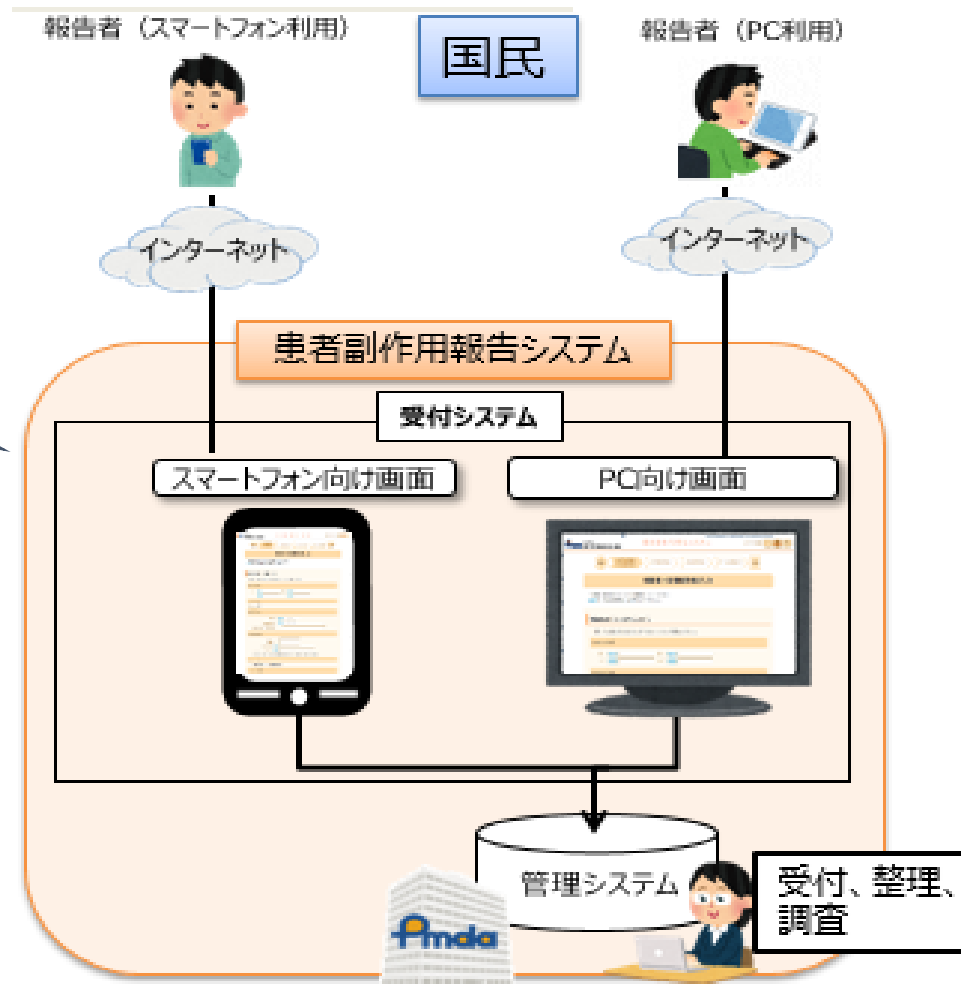 報告者（スマートフォン利用）
国民
報告者（PC利用）
インターネット
インターネット
患者副作用報告システム
受付システム
スマートフォン向け画面
PC向け画面
管理システム
Pmda
受付、整理、
調査